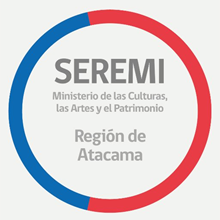 SEREMI
Ministerio de las Culturas,
las Artes y el Patrimonio
Región de
Atacama